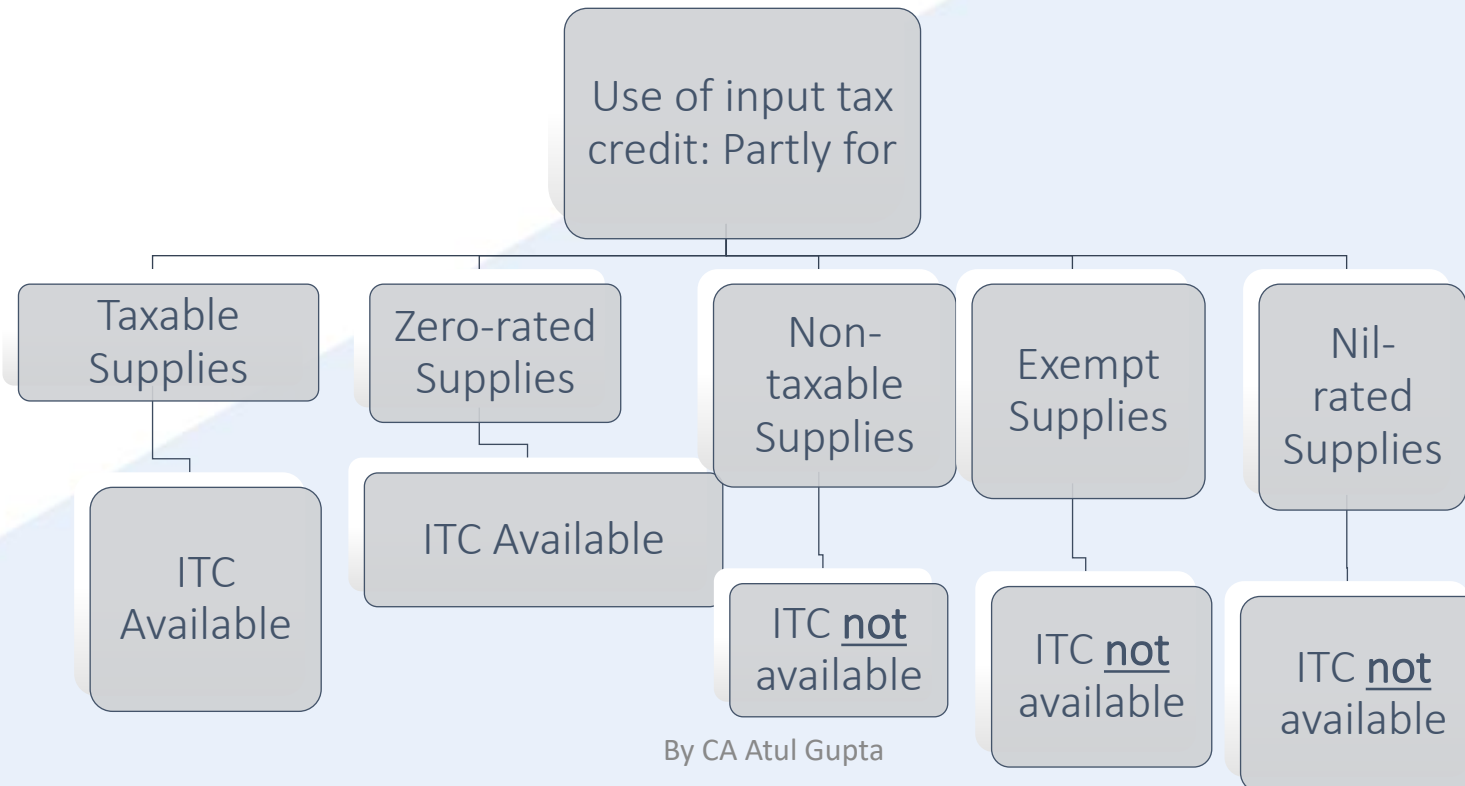 Use of input tax
credit: Partly for
Taxable
Supplies
ITC
Available
Zero-rated
Supplies
ITC Available
Non-
taxable
Supplies
ITC not
available
Exempt
Supplies
ITC not
available
Nil-
rated
Supplies
ITC not
available
By CA Atul Gupta